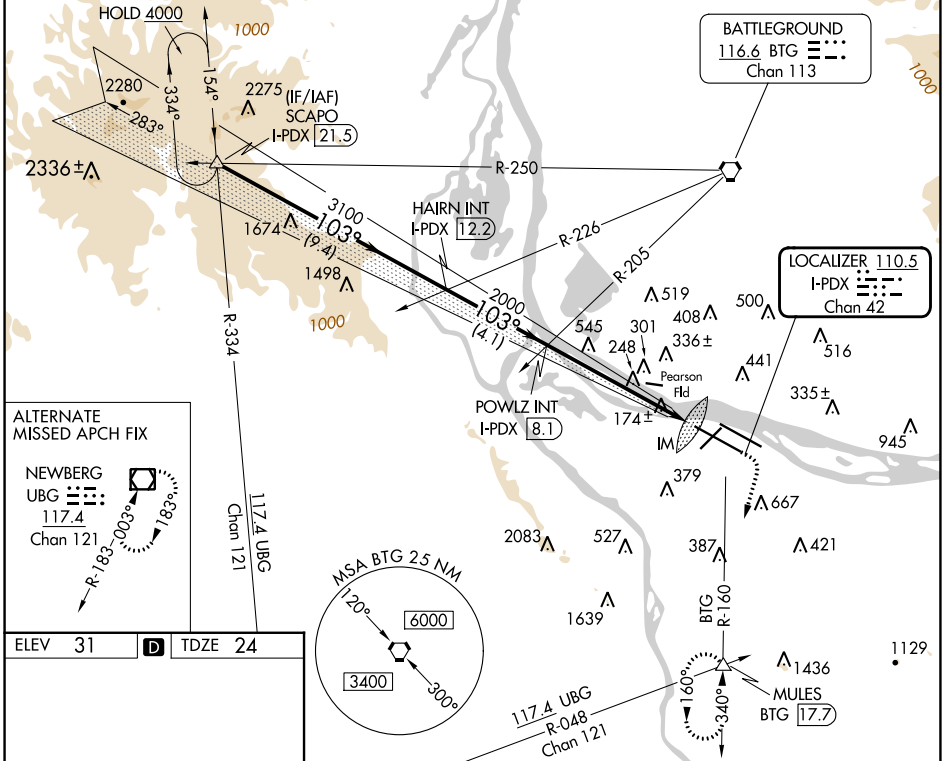 HOLD 4000
1000
BATTLEGROUND
116.6 BTG
Chan 113
1000
2280
334°
154°
2275
(IF/IAF)
SCAPO
I-PDX 21.5
283°
2336±
R-250
3100
103°
(9.4)
1674
HAIRN INT
I-PDX 12.2
R-226
R-205
1498
1000
LOCALIZER 110.5
I-PDX
Chan 42
2000
103°
(4.1)
519
408
500
545
301
336±
248
516
441
Pearson
Fld
R-334
POWLZ INT
I-PDX 8.1
174±
335±
IM
945
ALTERNATE
MISSED APCH FIX
NEWBERG
UBG
117.4
Chan 121
003°
183°
R-183
117.4 UBG
Chan 121
379
667
2083
527
387
421
MSA BTG 25 NM
120°
6000
3400
300°
1639
BTG
R-160
ELEV 31
D
TDZE 24
1129
1436
160°
340°
MULES
BTG 17.7
117.4 UBG
R-048
Chan 121